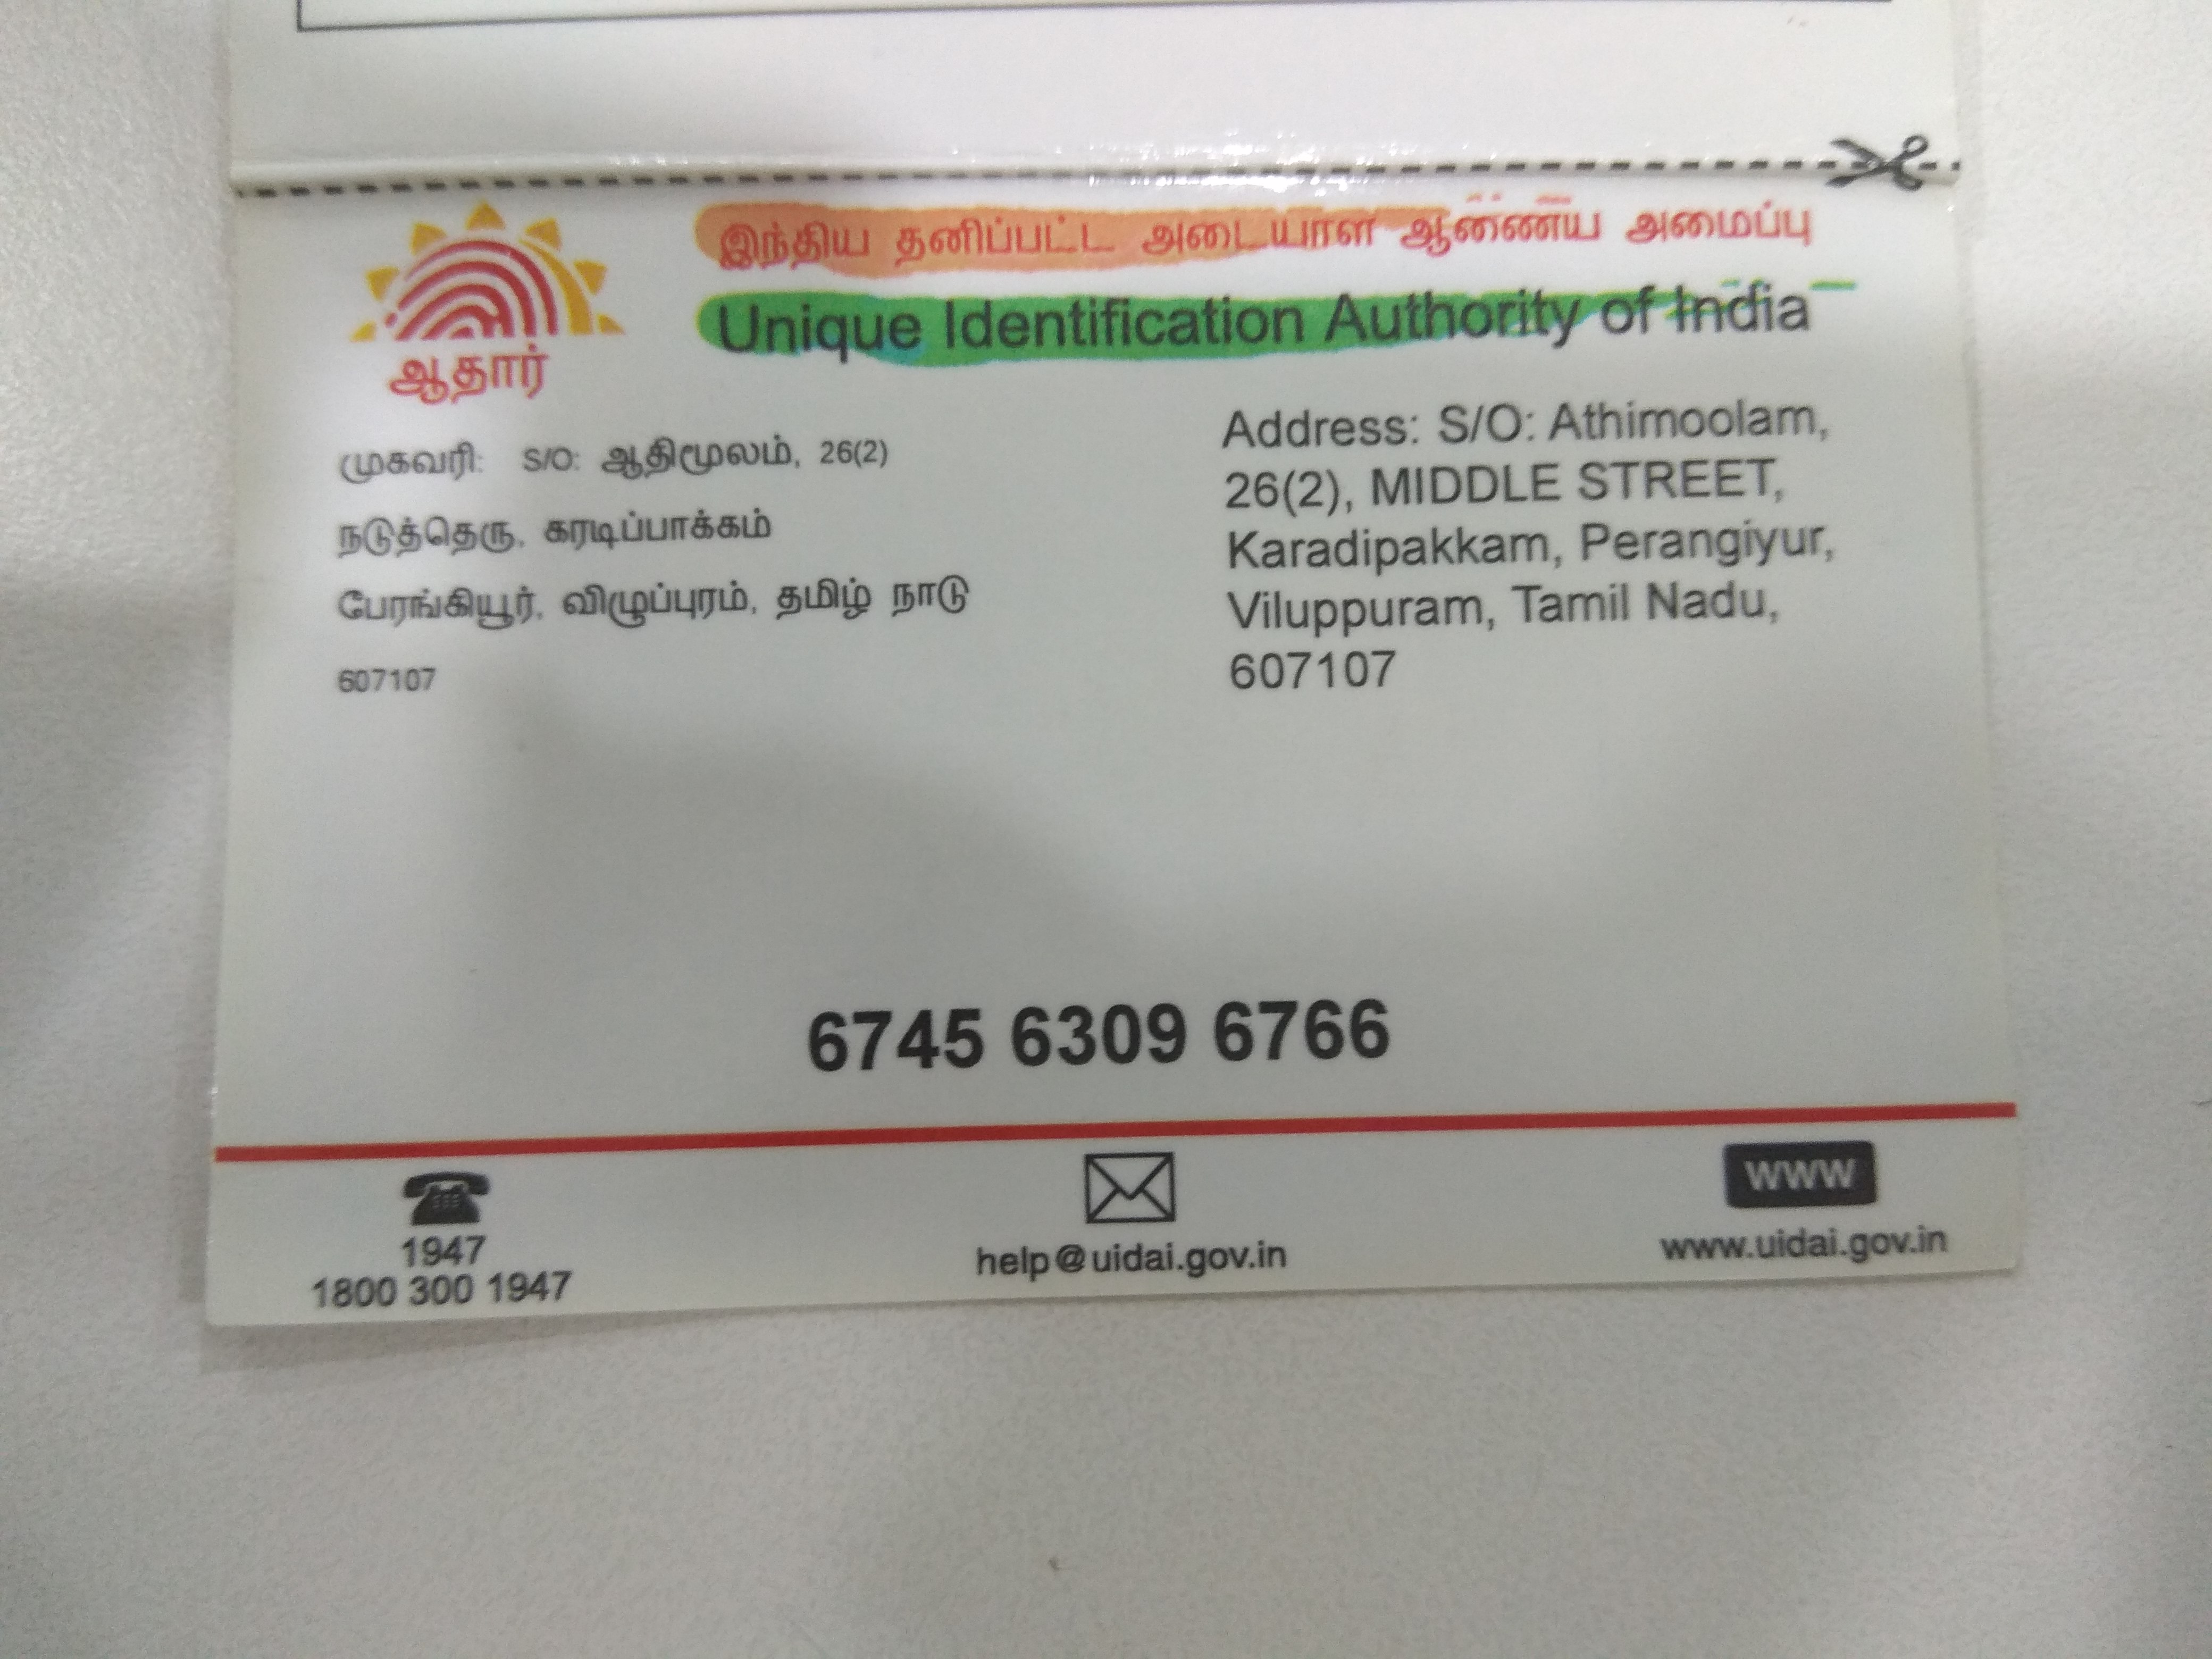 இந்திய தனிப்பட்ட அடையாள ஆணைய அமைப்பு
Unique Identification Authority of India
ஆதார்
முகவரி: S/O: ஆதிமூலம், 26(2)
நடுத்தெரு, கரடிப்பாக்கம்
பேரங்கியூர், விழுப்புரம், தமிழ் நாடு
607107
Address: S/O: Athimoolam,
26(2), MIDDLE STREET,
Karadipakkam, Perangiyur,
Viluppuram, Tamil Nadu,
607107
6745 6309 6766
1947
1800 300 1947
help@uidai.gov.in
WWW
www.uidai.gov.in